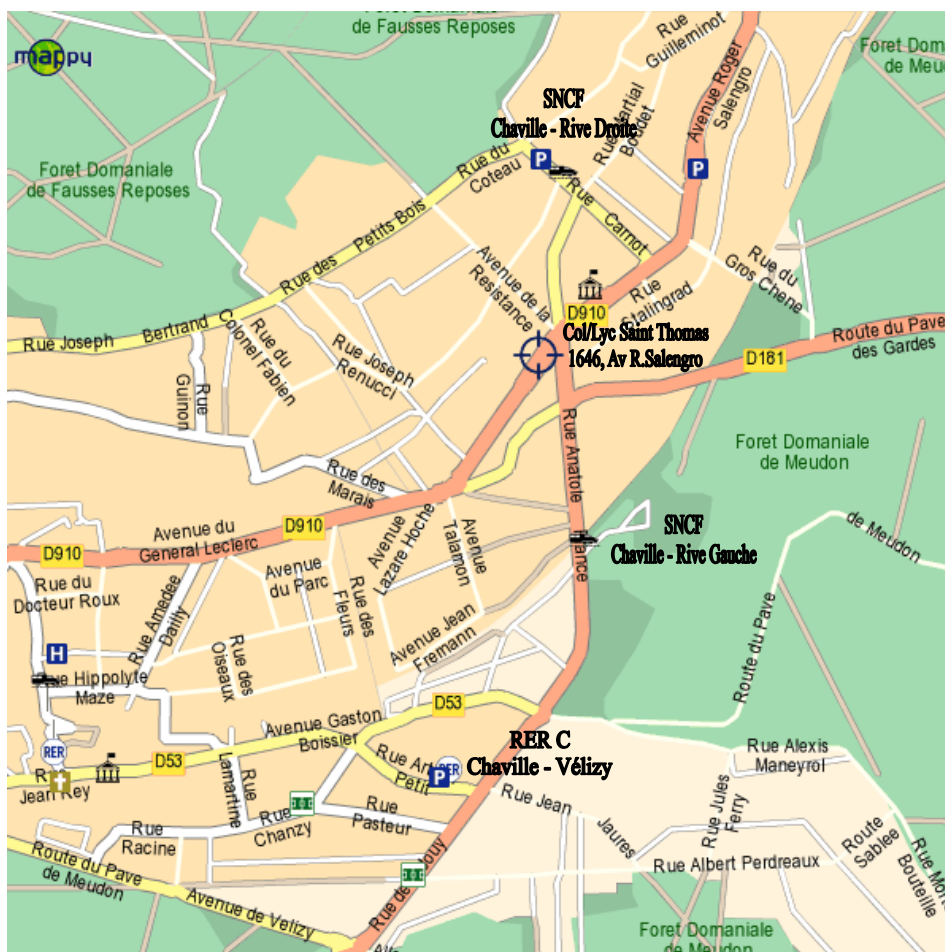 Foret Domaniale
de Fausses Reposes
mappy
Rue
Guilleminot
Avenue Roger
Salengro
Foret Dom
de Meu
SNCF
Chaville - Rive Droite
Rue Martial
Boudet
P
P
Foret Domaniale
de Fausses Reposes
Rue du
Coteau
Rue Carnot
Rue des Petits Bois
Avenue de la
Resistance
Rue du
Gros Chene
Rue
Stalingrad
D910
Rue Joseph Bertrand
Rue du
Colonel Fabien
Col/Lyc Saint Thomas
1646, Av R.Salengro
Route du Pave
des Gardes
D181
Rue Joseph
Renucci
Rue
Guinon
Rue Anatole France
Foret Domaniale
de Meudon
Rue des
Marais
Avenue du
General Leclerc
D910
D910
Avenue
Lazare Hoche
Avenue
Talamon
SNCF
Chaville - Rive Gauche
de Meudon
Rue du
Docteur Roux
Avenue
du Parc
Rue des
Fleurs
Rue Amedee
Dailly
Avenue Jean
Fremann
Rue des
Oiseaux
Route du Pave
H
Rue Hippolyte
Maze
D53
Avenue Gaston
Boissier
RER
D53
RER C
Chaville - Vélizy
Rue Alexis
Maneyrol
Jean Rey
Rue
Lamartine
Petit
P
RER
Rue Jean
Jaures
Rue Jules
Ferry
Rue
Chanzy
Rue
Pasteur
Rue
Racine
Route
Sablee
Rue Albert Perdreaux
Bouteille
Route du Pave
de Meudon
Avenue de Velizy
Rue de Jouy
Foret Domaniale
de Meudon